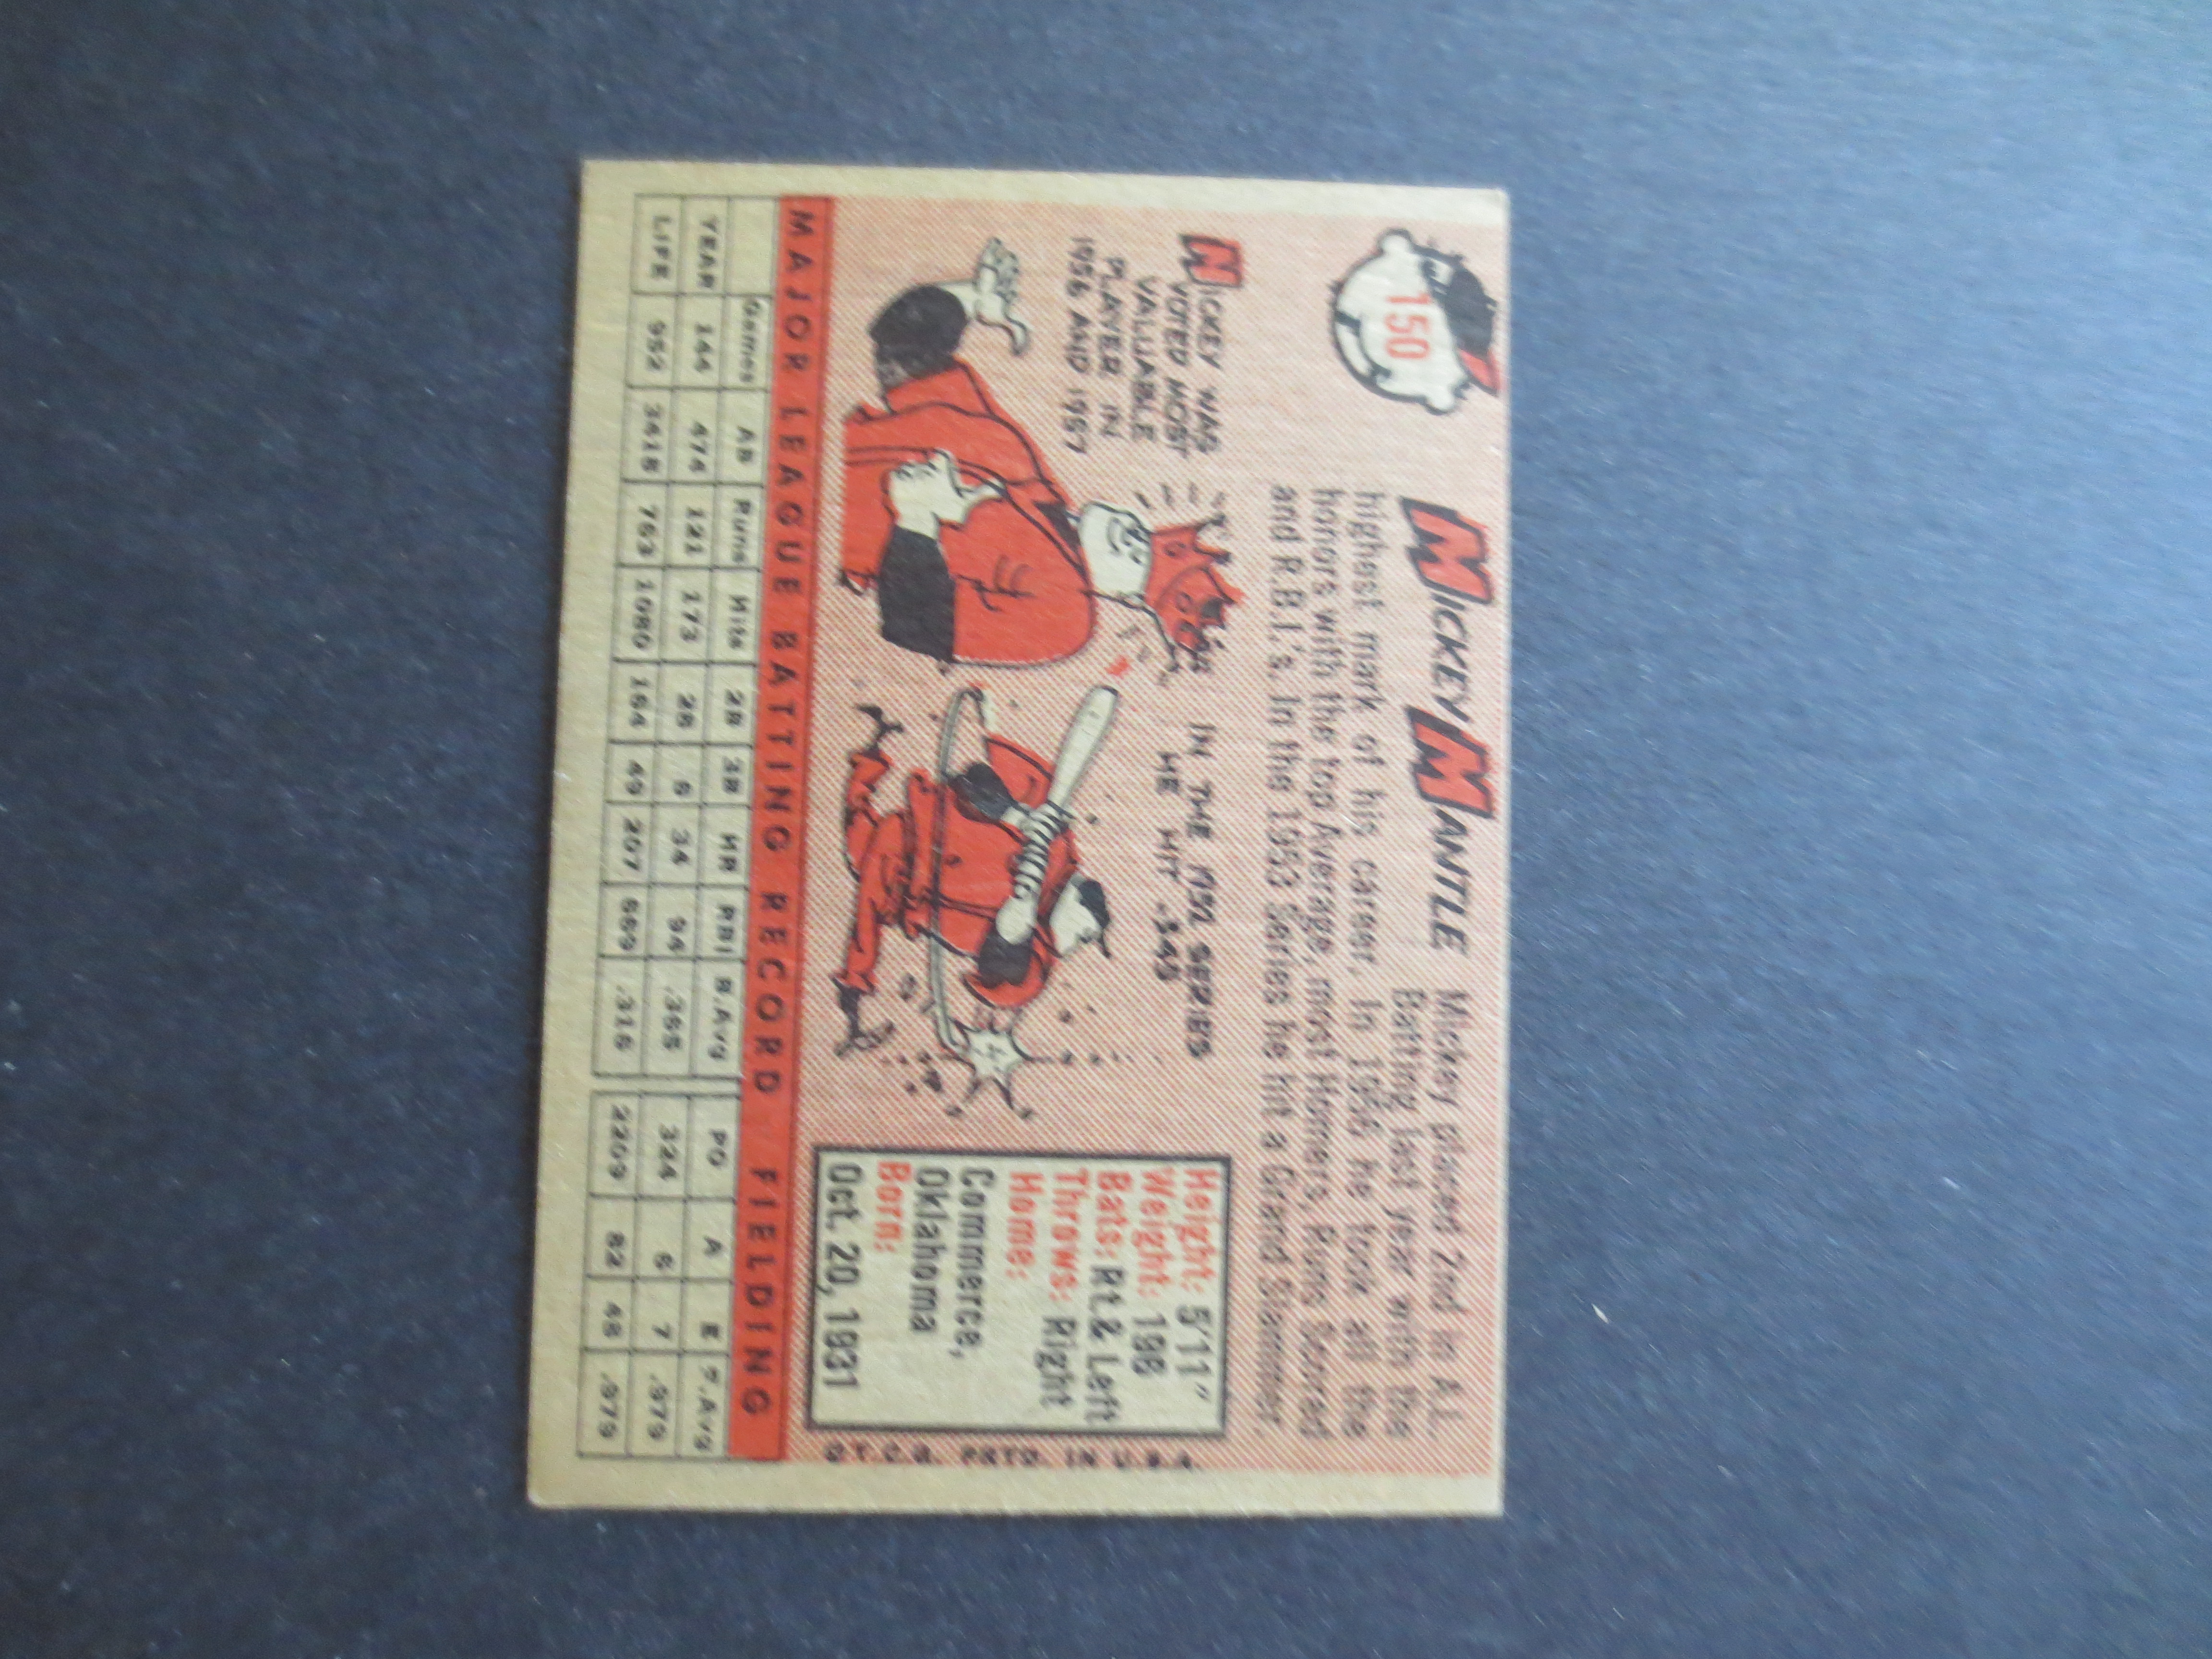 150
MICKEY MANTLE
Mickey placed 2nd in A.L.
Batting last year with the
highest mark of his career. In 1956 he took all the
honors with the top Average, most Homers, Runs Scored
and R.B.I.'s. In the 1953 Series he hit a Grand Slammer.
MICKEY WAS
VOTED MOST
VALUABLE
PLAYER IN
1956 AND 1957
IN THE 1952 SERIES
HE HIT .345
Height: 5'11"
Weight: 198
Bats: Rt & Left
Throws: Right
Home:
Commerce,
Oklahoma
Born:
Oct. 20, 1931
©T.C.G. PRTD. IN U.S.A.
MAJOR LEAGUE BATTING RECORD FIELDING
Games AB Runs Hits 2B 3B HR RBI B.Avg PO A E F.Avg
YEAR 144 474 121 173 28 6 34 94 .365 324 6 7 .979
LIFE 952 3418 763 1080 164 49 207 669 .316 2209 82 48 .979